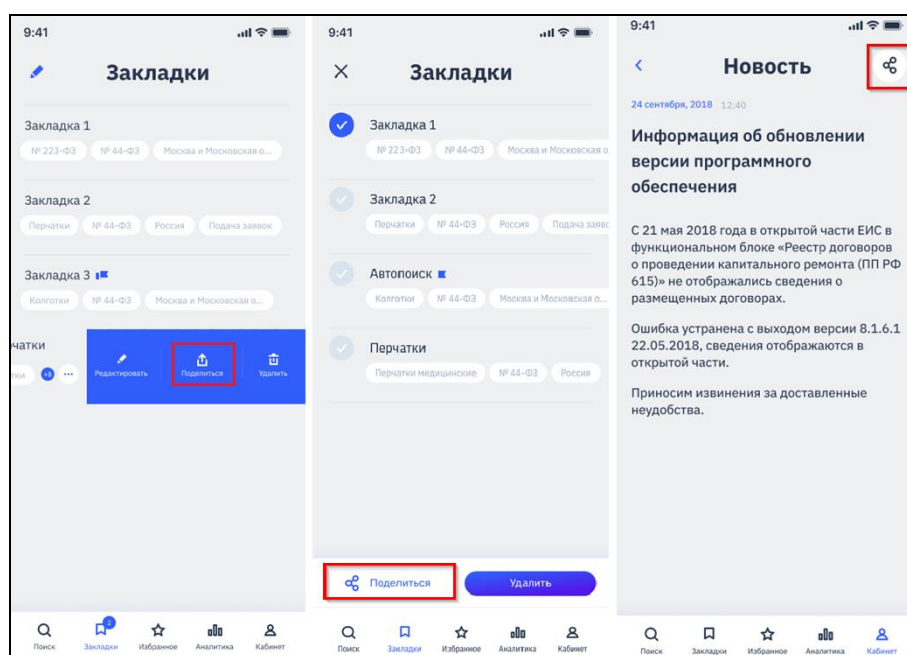 9:41
Закладки
Закладка 1
№ 223-ФЗ № 44-ФЗ Москва и Московская о...
Закладка 2
Перчатки № 44-ФЗ Россия Подача заявок
Закладка 3
Колготки № 44-ФЗ Москва и Московская о...
чатки
тки +8 ...
Редактировать Поделиться Удалить
2
Поиск Закладки Избранное Аналитика Кабинет
9:41
Закладки
Закладка 1
№ 223-ФЗ № 44-ФЗ Москва и Московская о
Закладка 2
Перчатки № 44-ФЗ Россия Подача заяво
Автопоиск
Колготки № 44-ФЗ Москва и Московская о...
Перчатки
Перчатки медицинские № 44-ФЗ Россия
Поделиться Удалить
Поиск Закладки Избранное Аналитика Кабинет
9:41
Новость
24 сентября, 2018 12:40
Информация об обновлении
версии программного
обеспечения
С 21 мая 2018 года в открытой части ЕИС в
функциональном блоке «Реестр договоров
о проведении капитального ремонта (ПП РФ
615)» не отображались сведения о
размещенных договорах.
Ошибка устранена с выходом версии 8.1.6.1
22.05.2018, сведения отображаются в
открытой части.
Приносим извинения за доставленные
неудобства.
Поиск Закладки Избранное Аналитика Кабинет